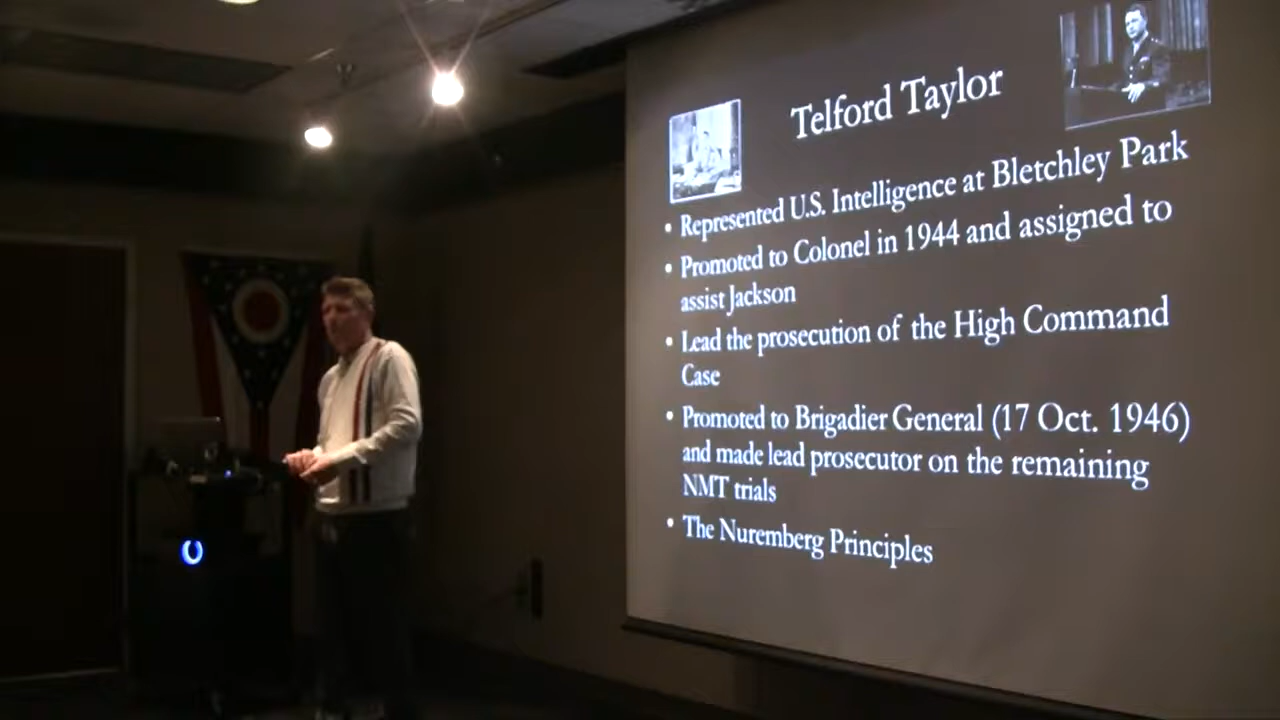 Telford Taylor
• Represented U.S. Intelligence at Bletchley Park
• Promoted to Colonel in 1944 and assigned to
assist Jackson
• Lead the prosecution of the High Command
Case
• Promoted to Brigadier General (17 Oct. 1946)
and made lead prosecutor on the remaining
NMT trials
• The Nuremberg Principles